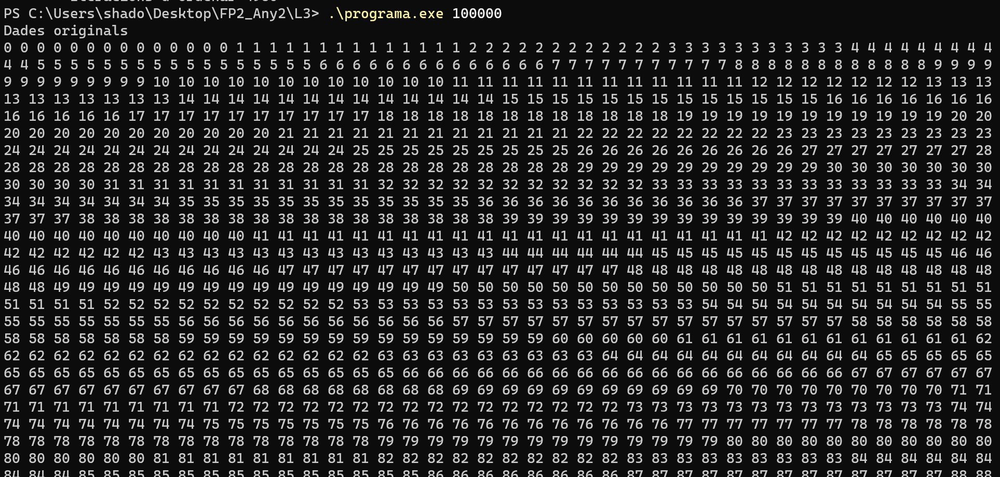 PS C:\Users\shado\Desktop\FP2_Any2\L3> .\programa.exe 100000
Dades originals
0 0 0 0 0 0 0 0 0 0 0 0 0 0 1 1 1 1 1 1 1 1 1 1 1 1 1 1 2 2 2 2 2 2 2 2 2 2 2 2 3 3 3 3 3 3 3 3 3 3 3 4 4 4 4 4 4 4 4 4
4 4 5 5 5 5 5 5 5 5 5 5 5 5 5 5 5 5 5 6 6 6 6 6 6 6 6 6 6 6 6 6 6 7 7 7 7 7 7 7 7 7 7 7 8 8 8 8 8 8 8 8 8 8 8 8 9 9 9 9
9 9 9 9 9 9 9 9 9 10 10 10 10 10 10 10 10 10 10 10 10 11 11 11 11 11 11 11 11 11 11 11 11 12 12 12 12 12 12 12 13 13 13
13 13 13 13 13 13 13 14 14 14 14 14 14 14 14 14 14 14 14 14 15 15 15 15 15 15 15 15 15 15 15 15 15 16 16 16 16 16 16 16
16 16 16 16 16 17 17 17 17 17 17 17 17 17 17 18 18 18 18 18 18 18 18 18 18 18 18 19 19 19 19 19 19 19 19 19 19 19 20 20
20 20 20 20 20 20 20 20 20 20 20 21 21 21 21 21 21 21 21 21 21 21 21 22 22 22 22 22 22 22 22 23 23 23 23 23 23 23 23 23
24 24 24 24 24 24 24 24 24 24 24 24 24 24 25 25 25 25 25 25 25 25 25 26 26 26 26 26 26 26 26 26 27 27 27 27 27 27 27 28
28 28 28 28 28 28 28 28 28 28 28 28 28 28 28 28 28 28 28 28 28 28 28 29 29 29 29 29 29 29 29 29 29 30 30 30 30 30 30 30
30 30 30 30 31 31 31 31 31 31 31 31 31 31 31 32 32 32 32 32 32 32 32 32 32 32 33 33 33 33 33 33 33 33 33 33 33 33 34 34
34 34 34 34 34 34 34 35 35 35 35 35 35 35 35 35 35 35 35 36 36 36 36 36 36 36 36 36 36 36 37 37 37 37 37 37 37 37 37 37
37 37 37 38 38 38 38 38 38 38 38 38 38 38 38 38 38 38 38 38 39 39 39 39 39 39 39 39 39 39 39 39 39 39 40 40 40 40 40 40
40 40 40 40 40 40 40 40 40 40 41 41 41 41 41 41 41 41 41 41 41 41 41 41 41 41 41 41 41 41 41 42 42 42 42 42 42 42 42 42
42 42 42 42 42 42 43 43 43 43 43 43 43 43 43 43 43 43 43 43 44 44 44 44 44 44 45 45 45 45 45 45 45 45 45 45 45 45 46 46
46 46 46 46 46 46 46 46 46 46 46 47 47 47 47 47 47 47 47 47 47 47 47 47 47 48 48 48 48 48 48 48 48 48 48 48 48 48 48 48
48 48 49 49 49 49 49 49 49 49 49 49 49 49 49 49 49 49 50 50 50 50 50 50 50 50 50 50 50 50 50 51 51 51 51 51 51 51 51 51
51 51 51 51 52 52 52 52 52 52 52 52 52 52 53 53 53 53 53 53 53 53 53 53 53 53 53 53 54 54 54 54 54 54 54 54 54 54 55 55
55 55 55 55 55 55 55 56 56 56 56 56 56 56 56 56 56 56 57 57 57 57 57 57 57 57 57 57 57 57 57 57 57 57 58 58 58 58 58 58
58 58 58 58 58 58 58 59 59 59 59 59 59 59 59 59 59 59 59 59 59 59 60 60 60 60 60 61 61 61 61 61 61 61 61 61 61 61 61 62
62 62 62 62 62 62 62 62 62 62 62 62 62 62 62 63 63 63 63 63 63 63 63 63 64 64 64 64 64 64 64 64 64 64 64 65 65 65 65 65
65 65 65 65 65 65 65 65 65 65 65 65 65 65 65 65 66 66 66 66 66 66 66 66 66 66 66 66 66 66 66 66 66 66 67 67 67 67 67 67
67 67 67 67 67 67 67 67 67 67 68 68 68 68 68 68 68 68 69 69 69 69 69 69 69 69 69 69 69 70 70 70 70 70 70 70 70 70 71 71
71 71 71 71 71 71 71 71 71 72 72 72 72 72 72 72 72 72 72 72 72 72 72 72 72 73 73 73 73 73 73 73 73 73 73 73 73 73 74 74
74 74 74 74 74 74 74 74 75 75 75 75 75 75 75 76 76 76 76 76 76 76 76 76 76 76 76 77 77 77 77 77 77 77 78 78 78 78 78 78
78 78 78 78 78 78 78 78 78 78 78 78 78 78 78 79 79 79 79 79 79 79 79 79 79 79 79 79 79 80 80 80 80 80 80 80 80 80 80 80
80 80 80 80 80 80 81 81 81 81 81 81 81 81 81 82 82 82 82 82 82 82 82 82 82 83 83 83 83 83 83 83 83 83 84 84 84 84 84 84
84 84 84 85 85 85 85 85 85 85 85 85 85 85 85 85 85 86 86 86 86 86 86 86 86 87 87 87 87 87 87 87 87 87 87 87 87 87 88 88